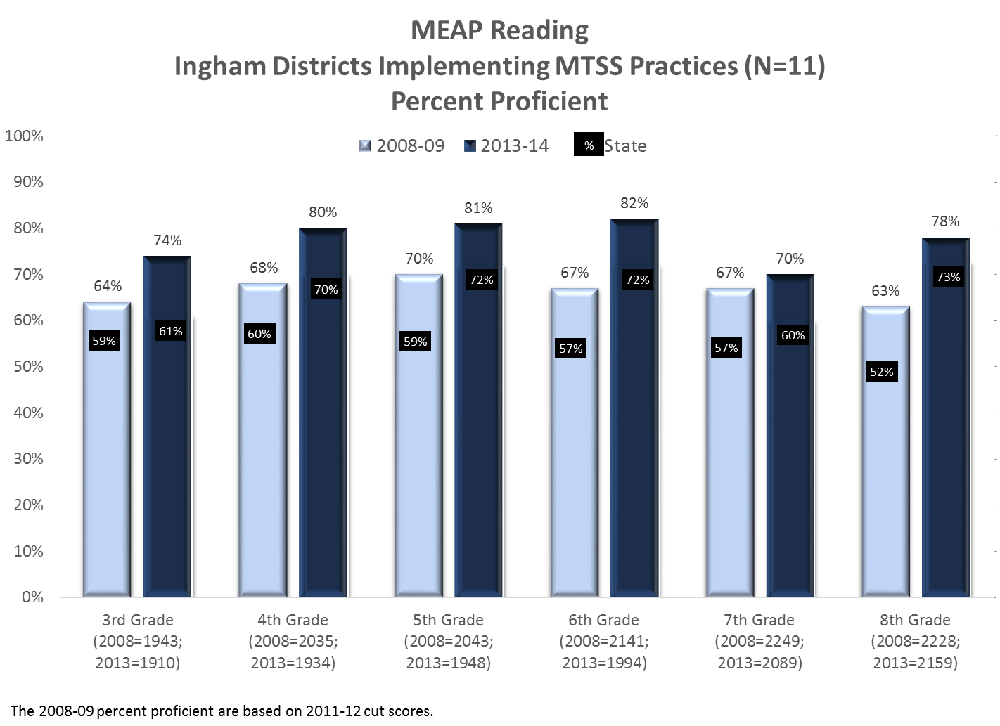 MEAP Reading
Ingham Districts Implementing MTSS Practices (N=11)
Percent Proficient
2008-09 2013-14 % State
100%
90%
80%
70%
60%
50%
40%
30%
20%
10%
0%
64% 74% 68% 80% 70% 81% 67% 82% 67% 70% 63% 78%
59% 61% 60% 70% 59% 72% 57% 72% 57% 60% 52% 73%
3rd Grade 4th Grade 5th Grade 6th Grade 7th Grade 8th Grade
(2008=1943; (2008=2035; (2008=2043; (2008=2141; (2008=2249; (2008=2228;
2013=1910) 2013=1934) 2013=1948) 2013=1994) 2013=2089) 2013=2159)
The 2008-09 percent proficient are based on 2011-12 cut scores.